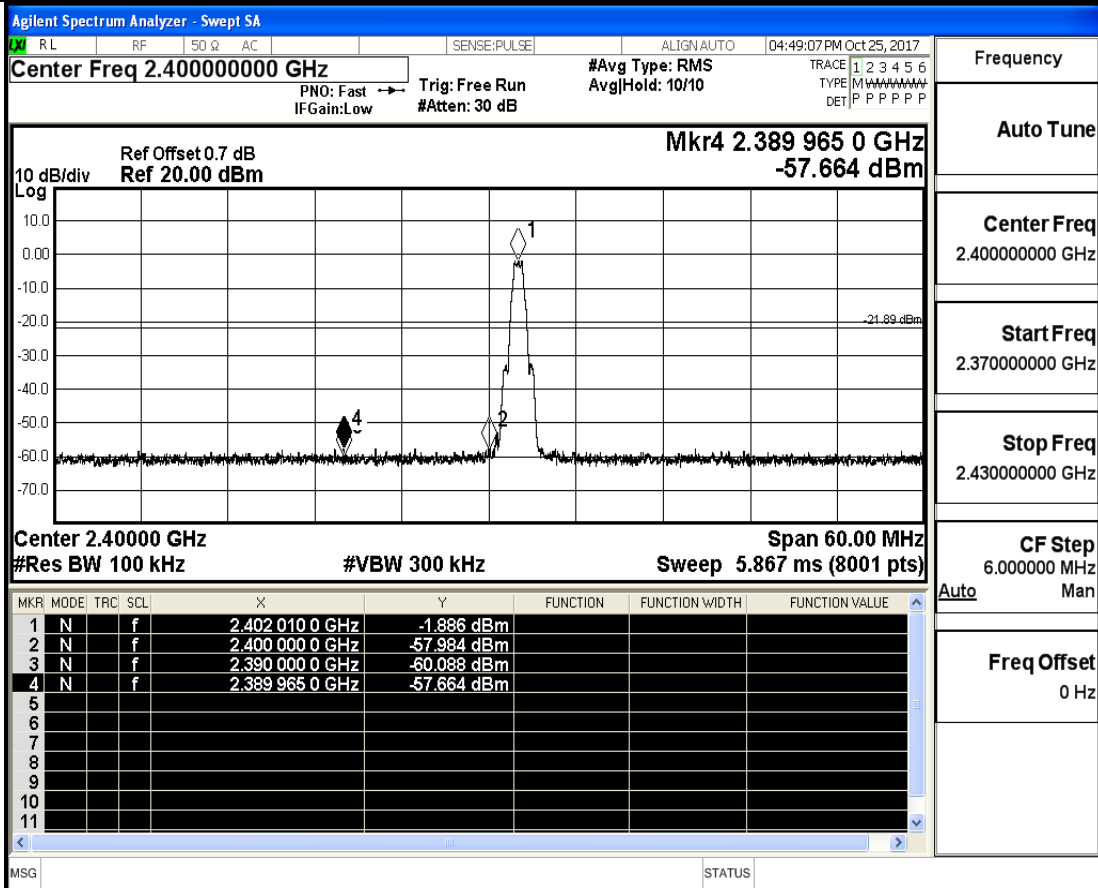 Agilent Spectrum Analyzer - Swept SA
LXI RL RF 50 Ω AC SENSE:PULSE ALIGN AUTO 04:49:07 PM Oct 25, 2017
Center Freq 2.400000000 GHz
PNO: Fast
IFGain:Low
Trig: Free Run
#Atten: 30 dB
#Avg Type: RMS
Avg|Hold: 10/10
TRACE 1 2 3 4 5 6
TYPE M WWWWW
DET P P P P P P
Mkr4 2.389 965 0 GHz
-57.664 dBm
Ref Offset 0.7 dB
10 dB/div Ref 20.00 dBm
Log
10.0
0.00
-10.0
-20.0
-30.0
-40.0
-50.0
-60.0
-70.0
1
-21.89 dBm
4
2
Center 2.40000 GHz Span 60.00 MHz
#Res BW 100 kHz #VBW 300 kHz Sweep 5.867 ms (8001 pts)
MKR MODE TRC SCL X Y FUNCTION FUNCTION WIDTH FUNCTION VALUE
1 N f 2.402 010 0 GHz -1.886 dBm
2 N f 2.400 000 0 GHz -57.984 dBm
3 N f 2.390 000 0 GHz -60.088 dBm
4 N f 2.389 965 0 GHz -57.664 dBm
5
6
7
8
9
10
11
MSG STATUS
Frequency
Auto Tune
Center Freq
2.400000000 GHz
Start Freq
2.370000000 GHz
Stop Freq
2.430000000 GHz
CF Step
6.000000 MHz
Auto Man
Freq Offset
0 Hz